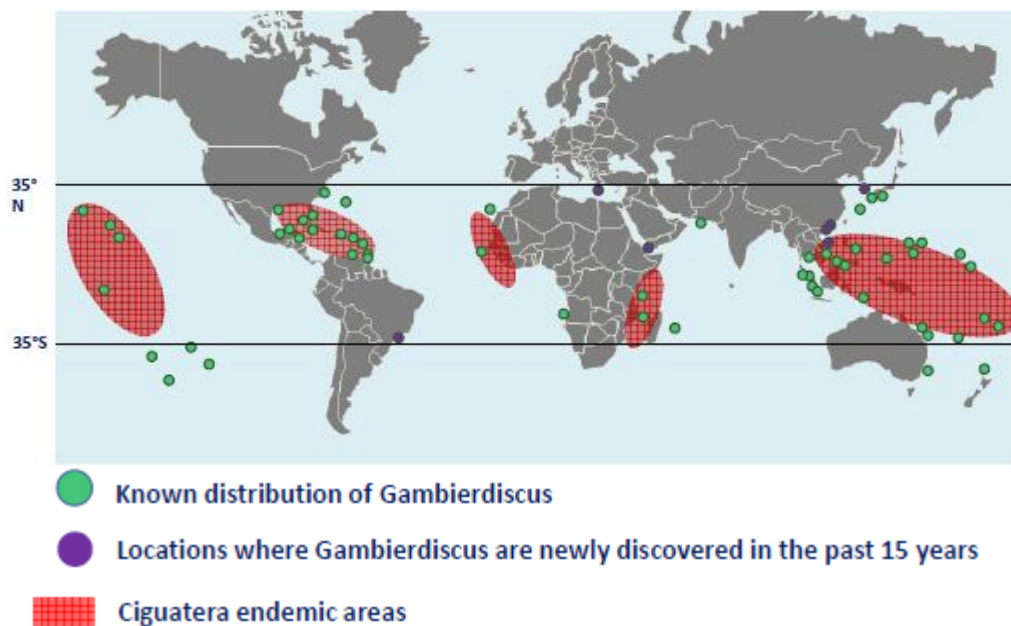 35°
N
35°S
Known distribution of Gambierdiscus
Locations where Gambierdiscus are newly discovered in the past 15 years
Ciguatera endemic areas